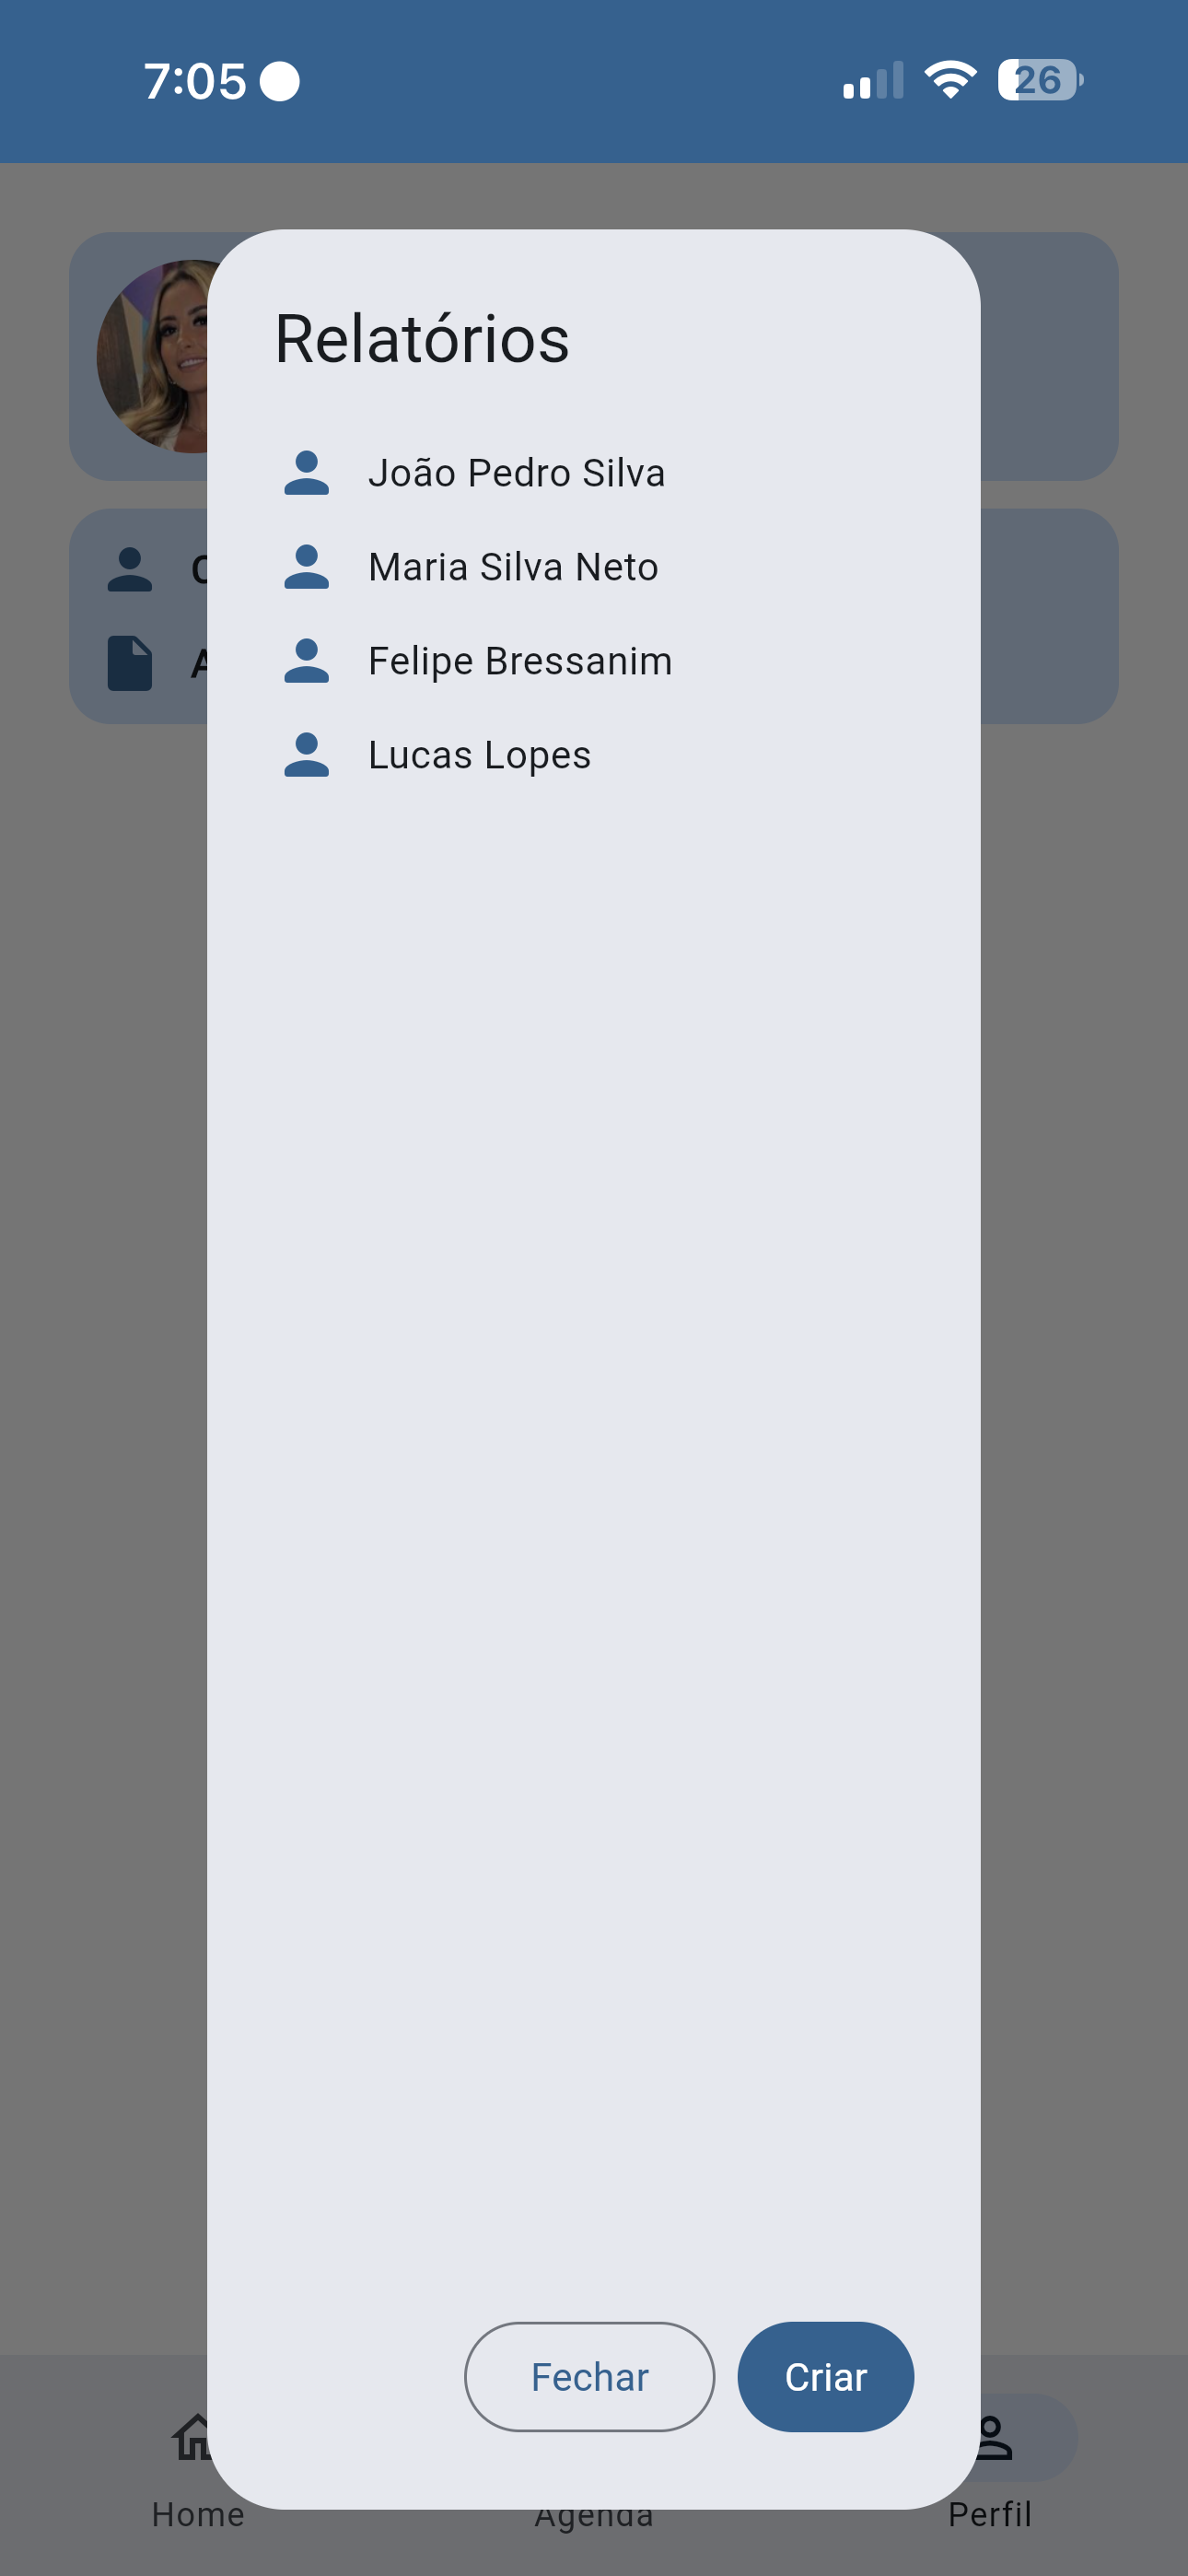 7:05
26
Relatórios
João Pedro Silva
Maria Silva Neto
Felipe Bressanim
Lucas Lopes
Fechar
Criar
Home
Agenda
Perfil